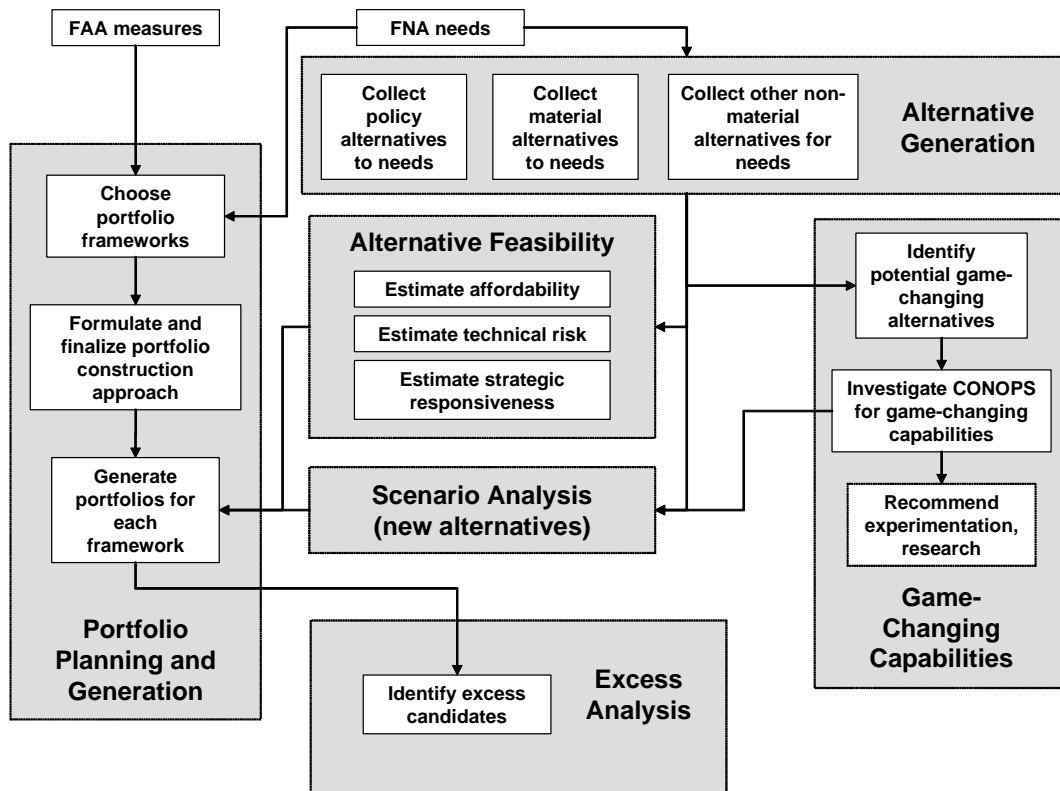 FAA measures
FNA needs
Collect
policy
alternatives
to needs
Collect
material
alternatives
to needs
Collect other non-
material
alternatives for
needs
Alternative
Generation
Choose
portfolio
frameworks
Formulate and
finalize portfolio
construction
approach
Generate
portfolios for
each
framework
Portfolio
Planning and
Generation
Alternative Feasibility
Estimate affordability
Estimate technical risk
Estimate strategic
responsiveness
Scenario Analysis
(new alternatives)
Identify
potential game-
changing
alternatives
Investigate CONOPS
for game-changing
capabilities
Recommend
experimentation,
research
Game-
Changing
Capabilities
Identify excess
candidates
Excess
Analysis